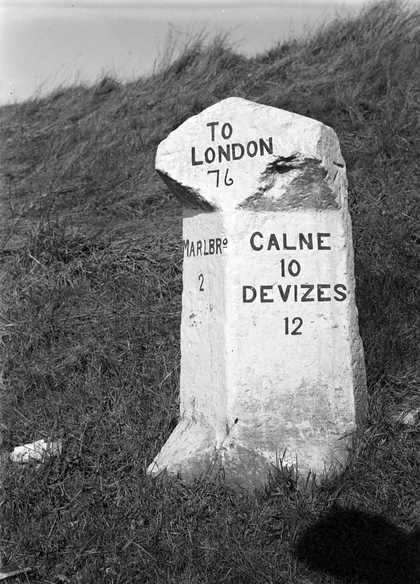 TO
LONDON
76
MARLBRO
2
CALNE
10
DEVIZES
12